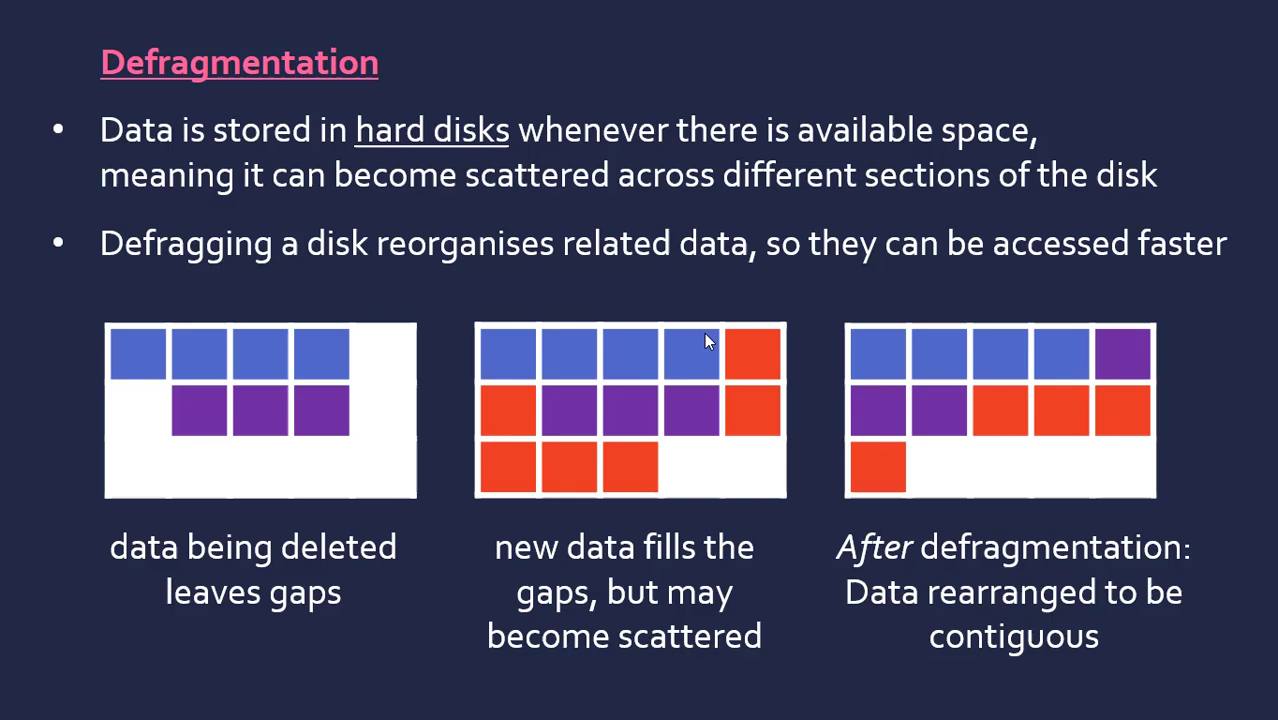 Defragmentation
• Data is stored in hard disks whenever there is available space,
meaning it can become scattered across different sections of the disk
• Defragging a disk reorganises related data, so they can be accessed faster
data being deleted
leaves gaps
new data fills the
gaps, but may
become scattered
After defragmentation:
Data rearranged to be
contiguous